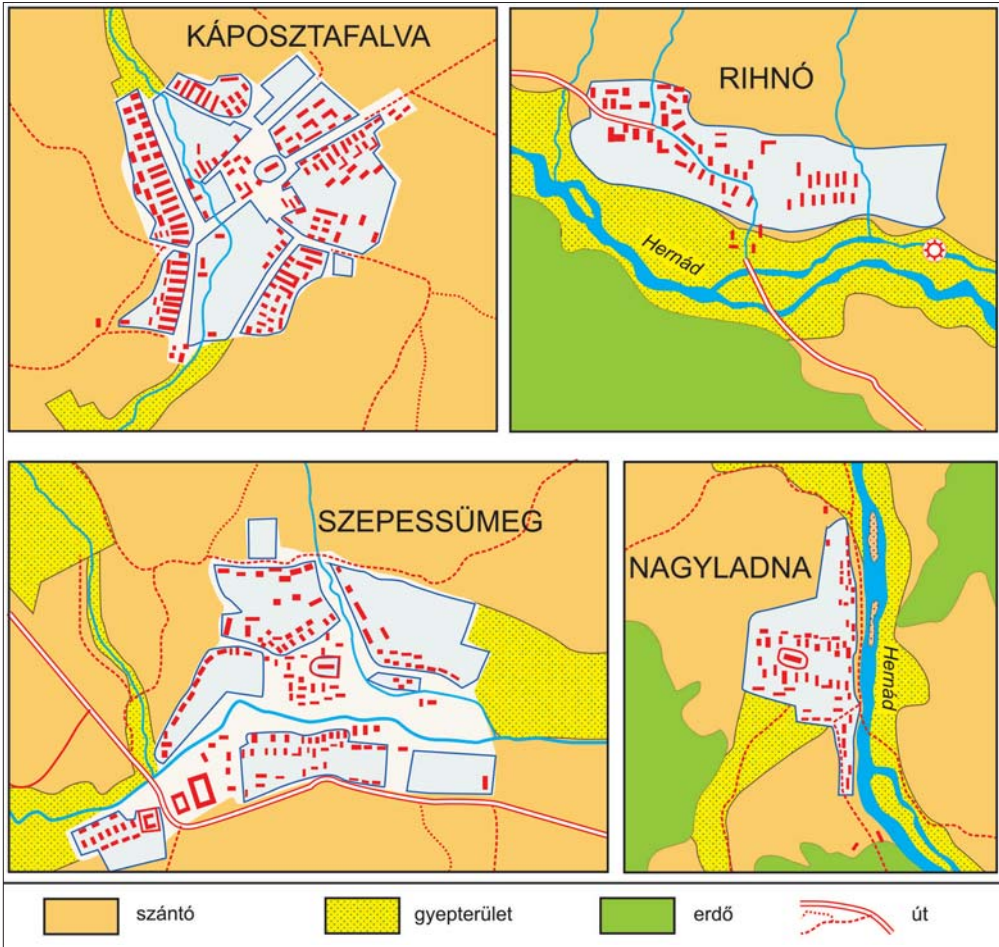 KÁPOSZTAFALVA
RIHNÓ
Hernád
SZEPESSÜMEG
NAGYLADNA
Hernád
szántó
gyepterület
erdő
út